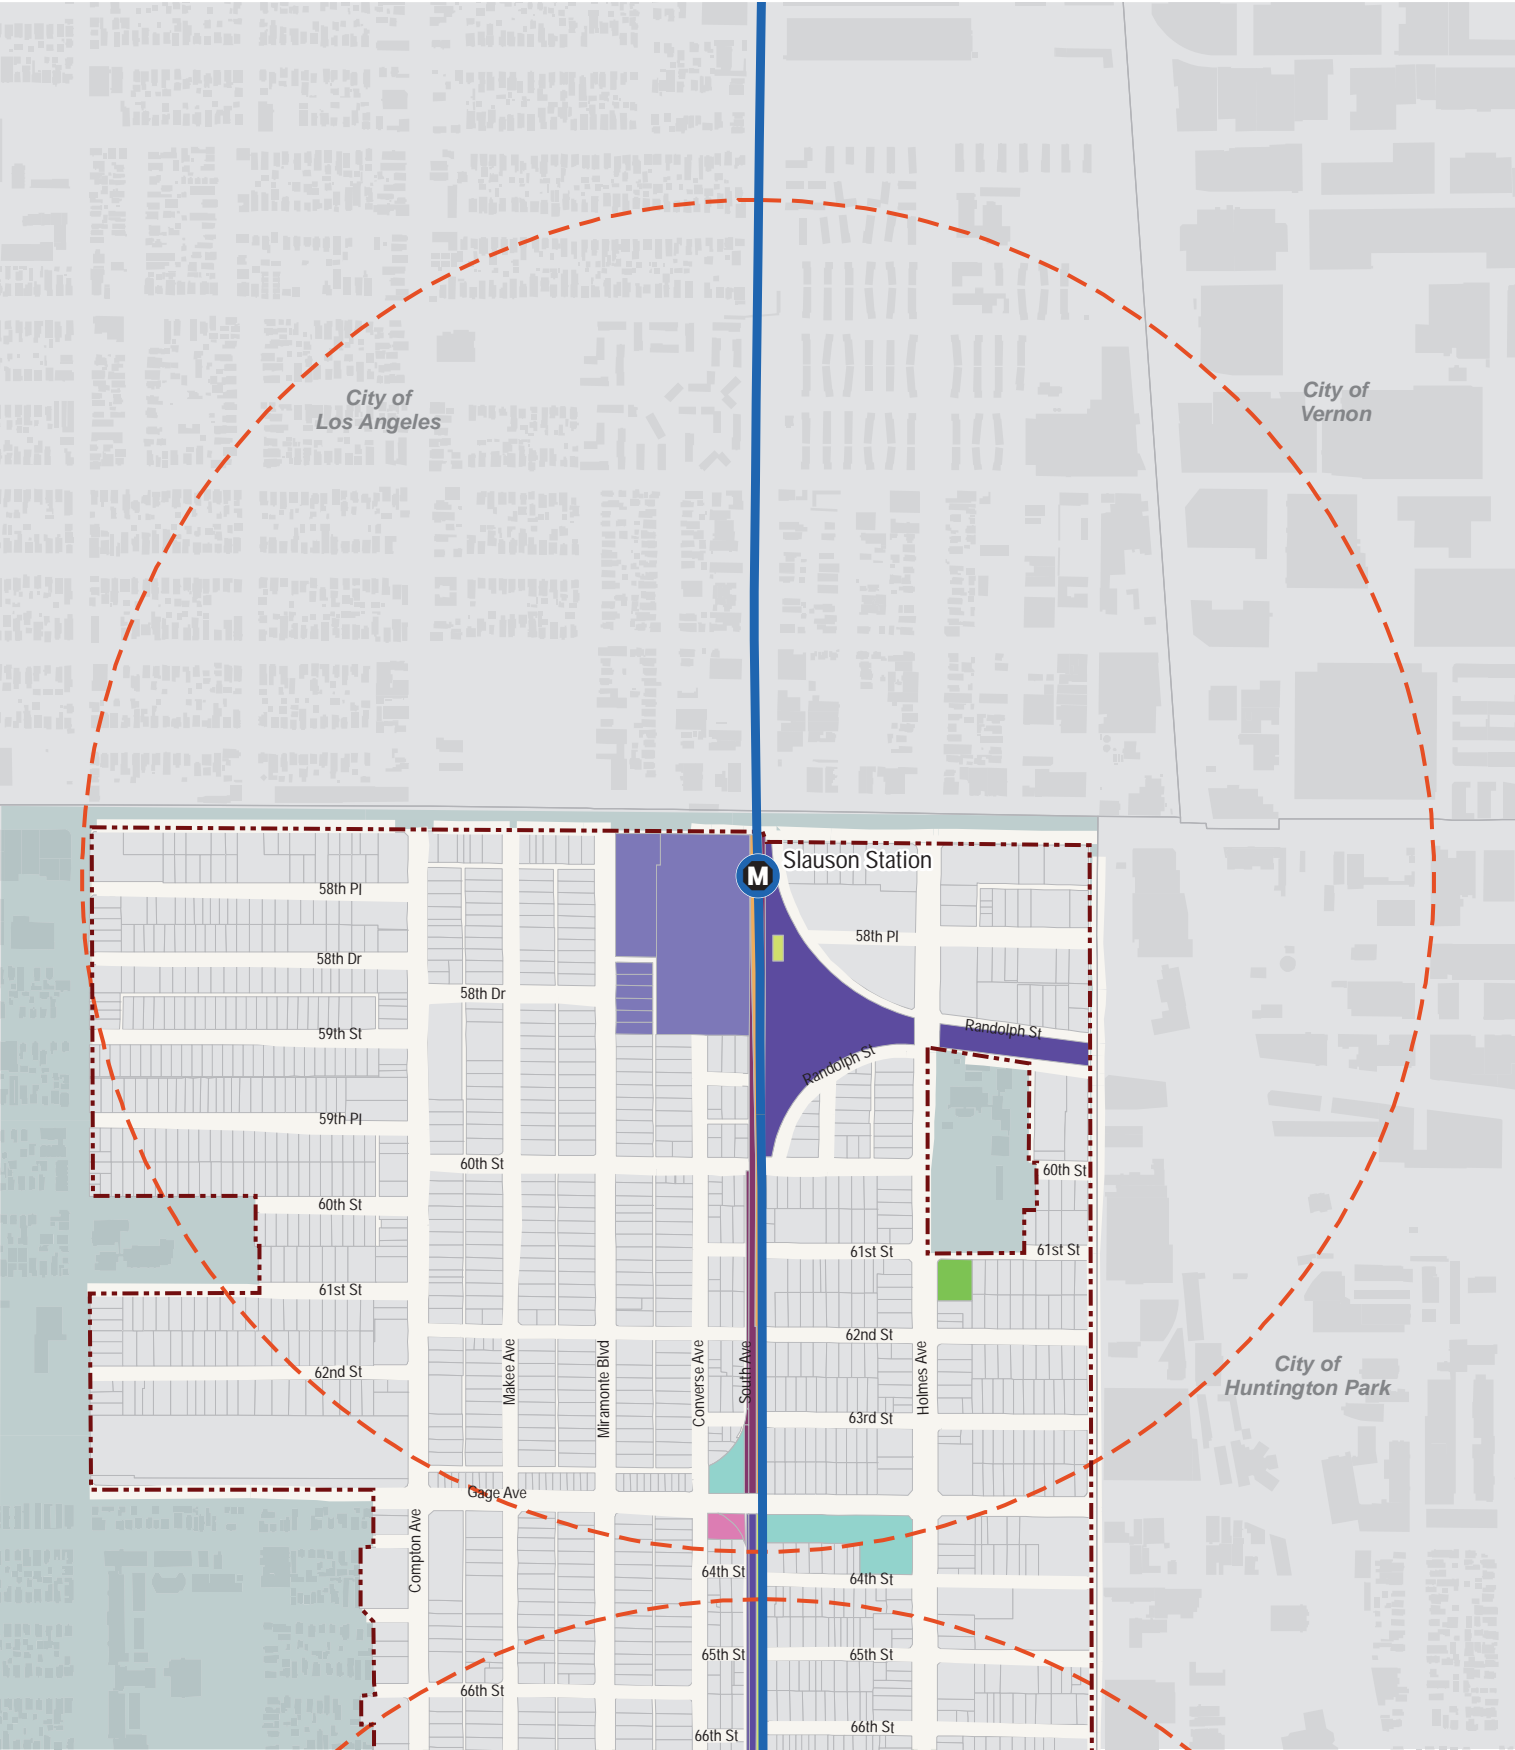 City of
Los Angeles
City of
Vernon
M
Slauson Station
58th Pl
58th Pl
58th Dr
58th Dr
59th St
Randolph St
Randolph St
59th Pl
60th St
60th St
60th St
61st St
61st St
61st St
62nd St
62nd St
Makee Ave
Miramonte Blvd
Converse Ave
South Ave
Holmes Ave
City of
Huntington Park
63rd St
Gage Ave
Compton Ave
64th St
64th St
65th St
65th St
66th St
66th St
66th St